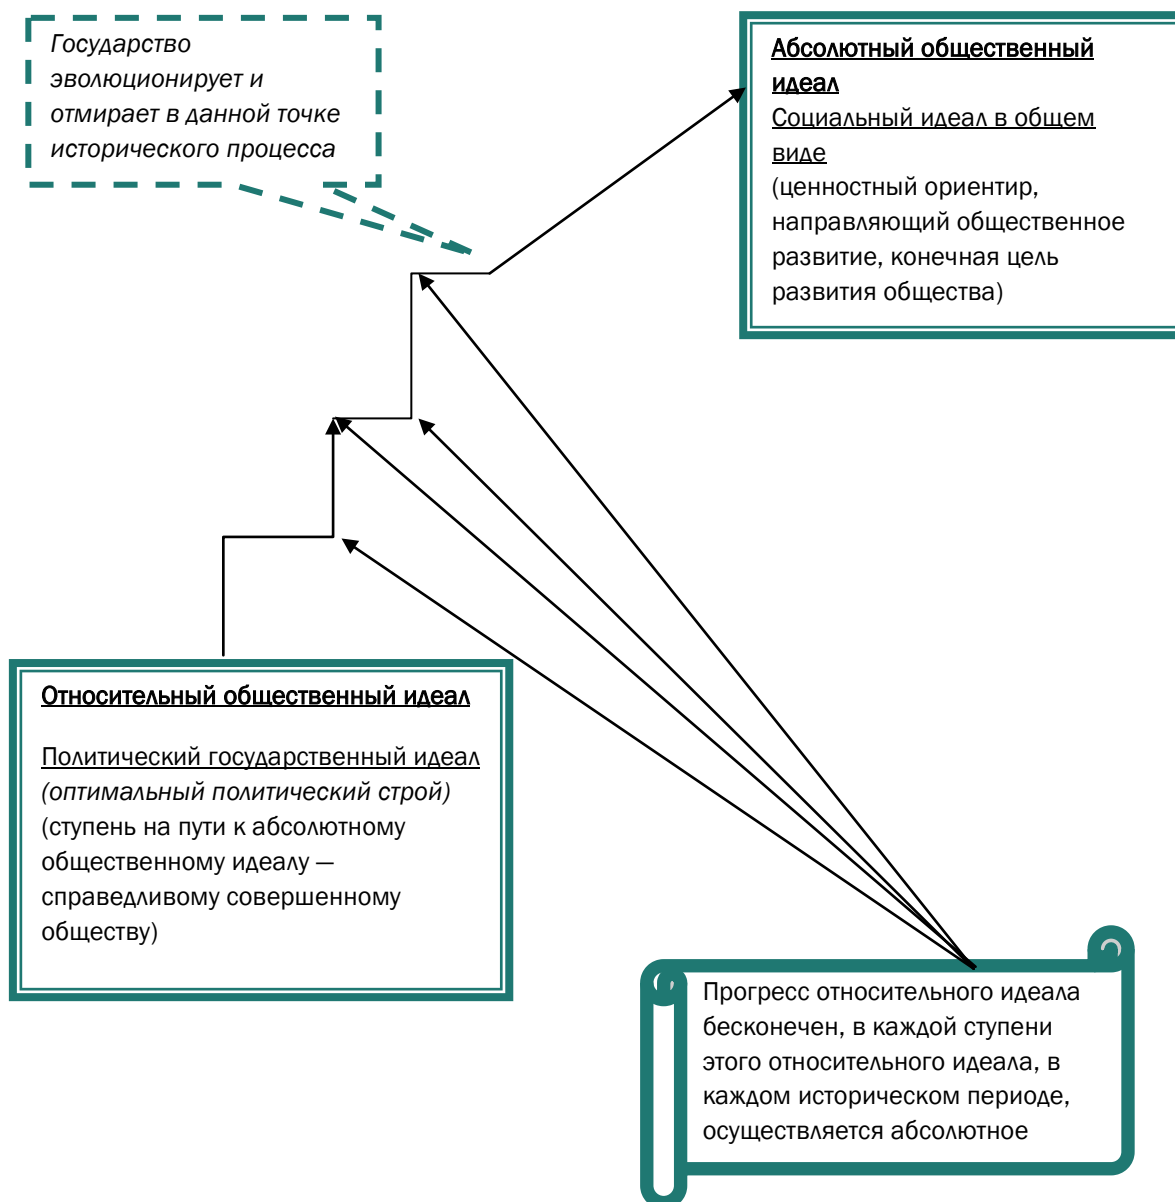 Государство
эволюционирует и
отмирает в данной точке
исторического процесса
Абсолютный общественный
идеал
Социальный идеал в общем
виде
(ценностный ориентир,
направляющий общественное
развитие, конечная цель
развития общества)
Относительный общественный идеал
Политический государственный идеал
(оптимальный политический строй)
(ступень на пути к абсолютному
общественному идеалу —
справедливому совершенному
обществу)
Прогресс относительного идеала
бесконечен, в каждой ступени
этого относительного идеала, в
каждом историческом периоде,
осуществляется абсолютное